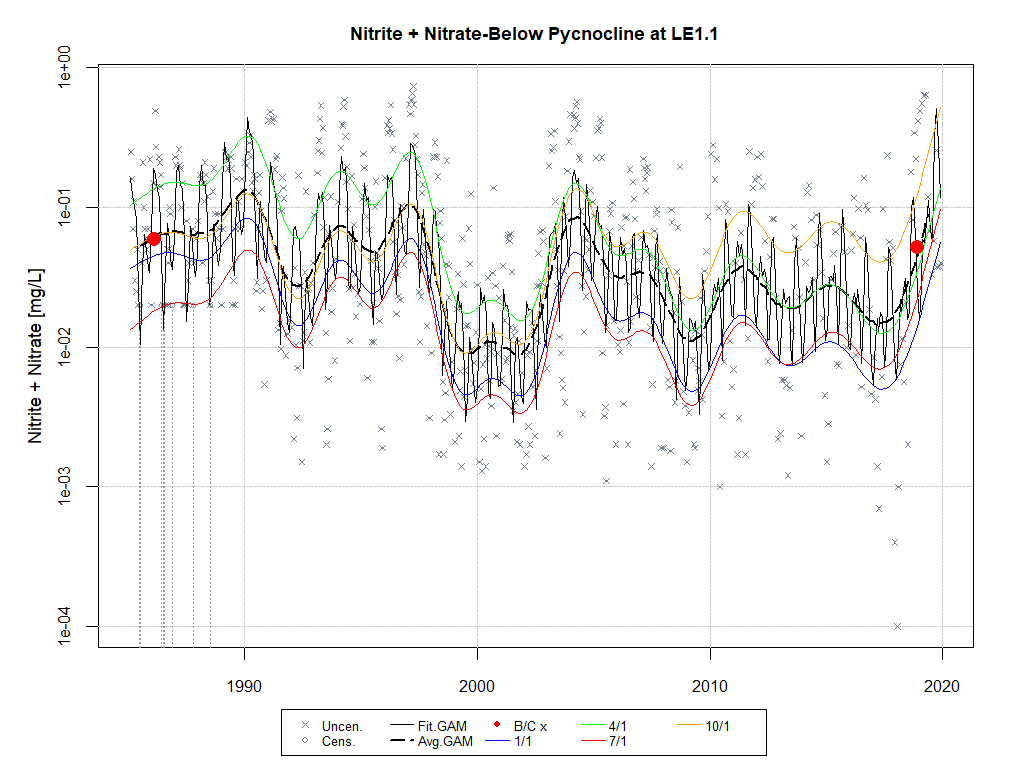 Nitrite + Nitrate-Below Pycnocline at LE1.1
Nitrite + Nitrate [mg/L]
1e+00
1e-01
1e-02
1e-03
1e-04
1990 2000 2010 2020
Uncen. Fit.GAM B/C x 4/1 10/1
Cens. Avg.GAM 1/1 7/1